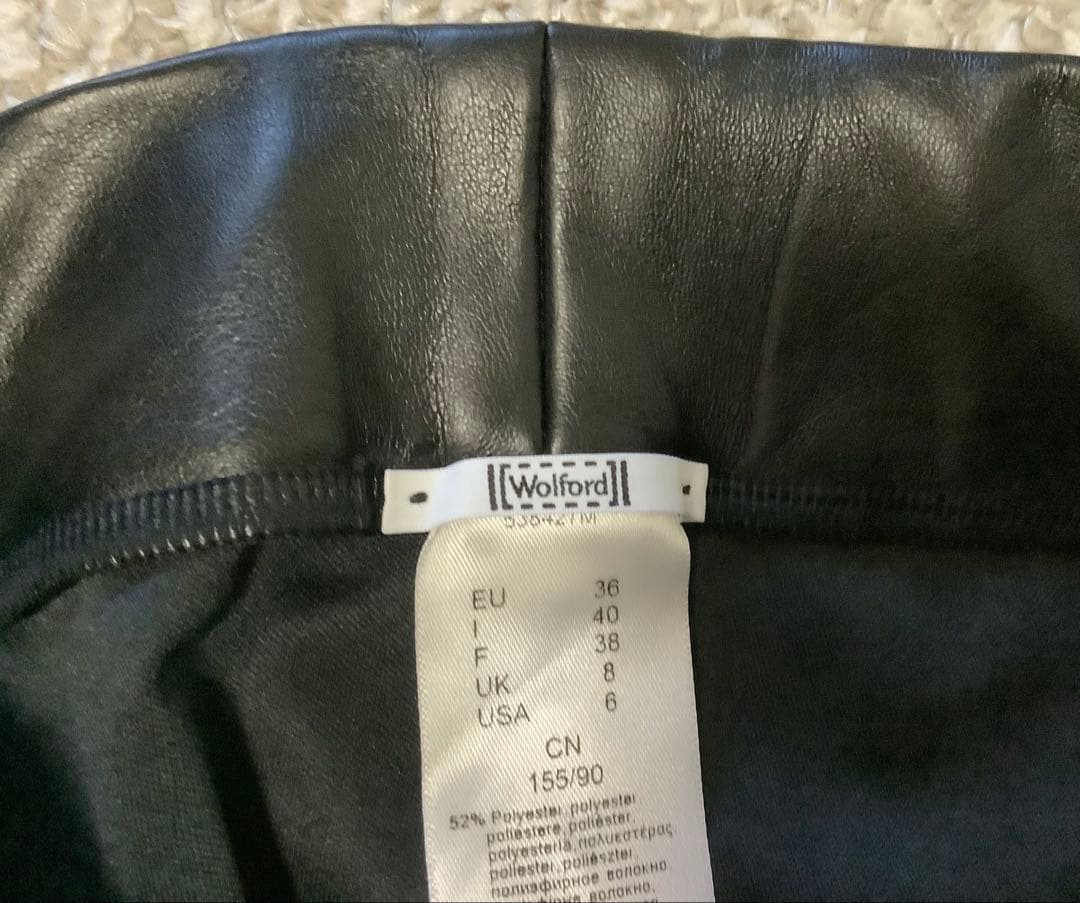 Wolford
EU 36
I 40
F 38
UK 8
USA 6
CN
155/90
52% Polyester, polyester,
poliestere, poliéster,
polyesteria, πολυεστέρας,
poliester, poliészter,
полиэфирное волокно,
волокно,